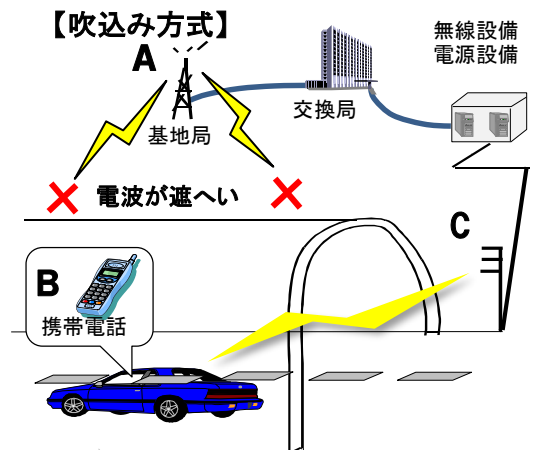 【吹込み方式】
A
無線設備
電源設備
交換局
基地局
電波が遮へい
C
B
携帯電話